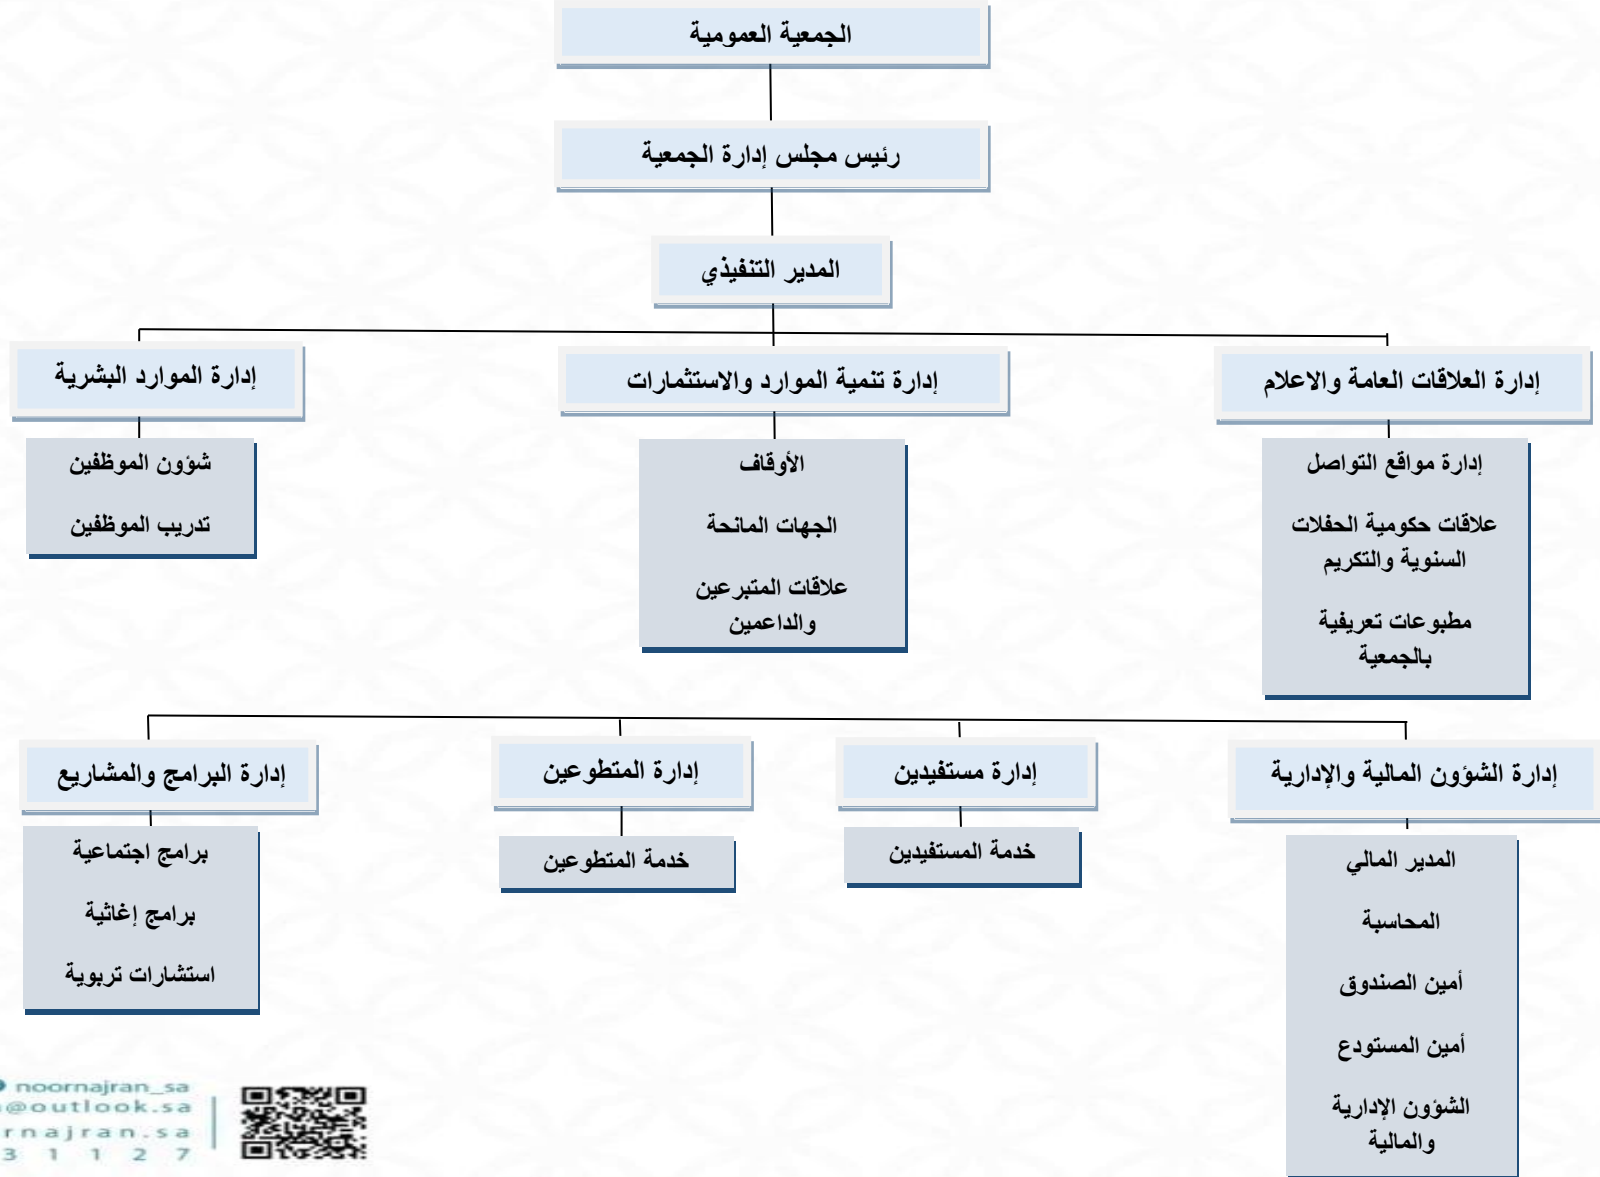 الجمعية العمومية
رئيس مجلس إدارة الجمعية
المدير التنفيذي
إدارة العلاقات العامة والاعلام
إدارة مواقع التواصل
علاقات حكومية الحفلات
السنوية والتكريم
مطبوعات تعريفية
بالجمعية
إدارة تنمية الموارد والاستثمارات
الأوقاف
الجهات المانحة
علاقات المتبرعين
والداعمين
إدارة الموارد البشرية
شؤون الموظفين
تدريب الموظفين
إدارة الشؤون المالية والإدارية
المدير المالي
المحاسبة
أمين الصندوق
أمين المستودع
الشؤون الإدارية
والمالية
إدارة مستفيدين
خدمة المستفيدين
إدارة المتطوعين
خدمة المتطوعين
إدارة البرامج والمشاريع
برامج اجتماعية
برامج إغاثية
استشارات تربوية
noornajran_sa
@outlook.sa
rnajran.sa
3 1 1 2 7